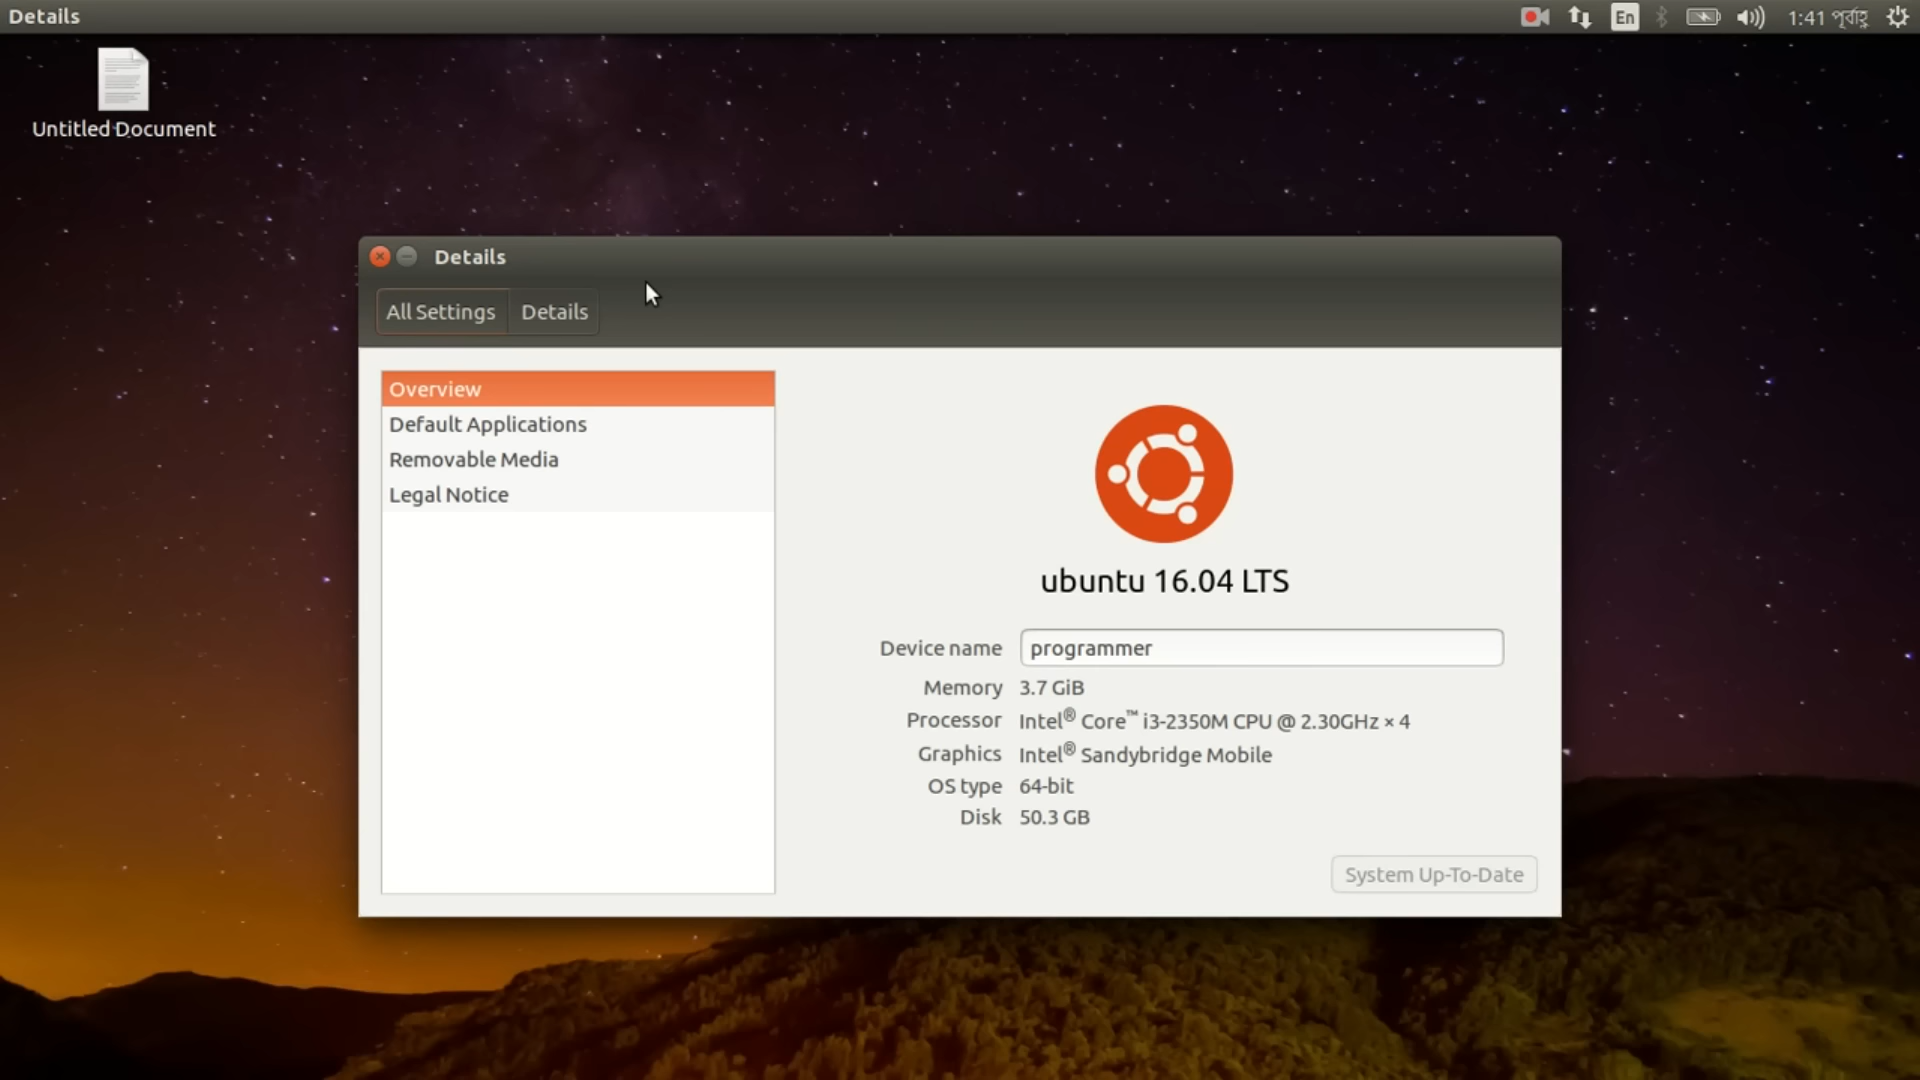 Details
En
1:41 পূর্বাহ্ণ
Untitled Document
Details
All Settings
Details
Overview
Default Applications
Removable Media
Legal Notice
ubuntu 16.04 LTS
Device name programmer
Memory 3.7 GiB
Processor Intel® Core™ i3-2350M CPU @ 2.30GHz × 4
Graphics Intel® Sandybridge Mobile
OS type 64-bit
Disk 50.3 GB
System Up-To-Date